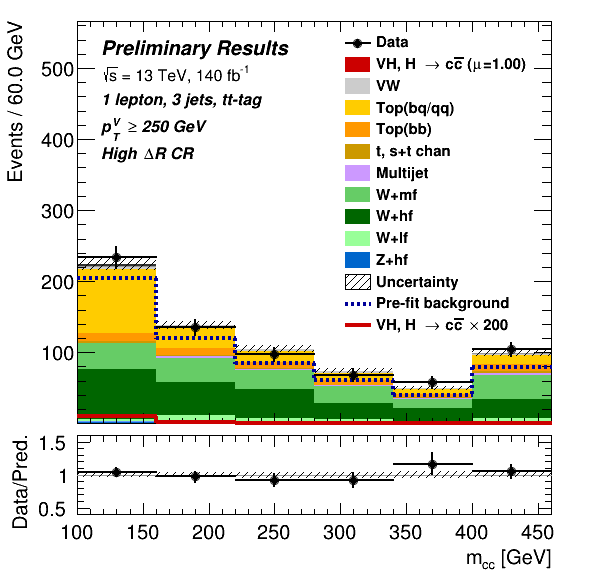 Events / 60.0 GeV
500
400
300
200
100
Preliminary Results
√s = 13 TeV, 140 fb⁻¹
1 lepton, 3 jets, tt-tag
p_T^V ≥ 250 GeV
High ΔR CR
Data
VH, H → cc̅ (μ=1.00)
VW
Top(bq/qq)
Top(bb)
t, s+t chan
Multijet
W+mf
W+hf
W+lf
Z+hf
Uncertainty
Pre-fit background
VH, H → cc̅ × 200
Data/Pred.
1.5
1
0.5
100 150 200 250 300 350 400 450
m_cc [GeV]